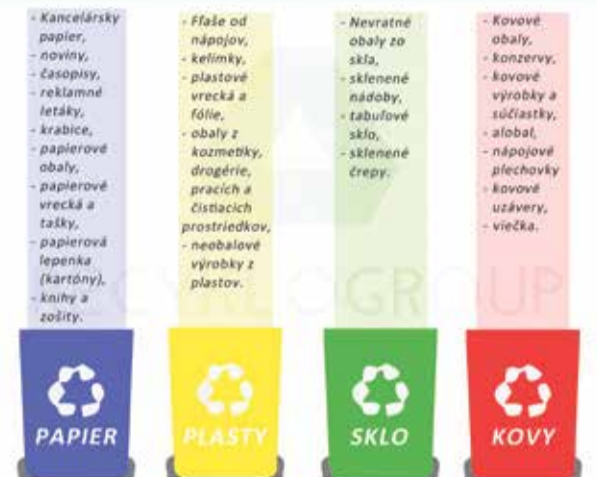 - Kancelársky
papier,
- noviny,
- časopisy,
- reklamné
letáky,
- krabice,
- papierové
obaly,
- papierové
vrecká a
tašky,
- papierová
lepenka
(kartóny),
- knihy a
zošity.
PAPIER
- Fľaše od
nápojov,
- kelímky,
- plastové
vrecká a
fólie,
- obaly z
kozmetiky,
drogérie,
pracích a
čistiacich
prostriedkov,
- neobalové
výrobky z
plastov.
PLASTY
- Nevratné
obaly zo
skla,
- sklenené
nádoby,
- tabuľové
sklo,
- sklenené
črepy.
SKLO
- Kovové
obaly,
- konzervy,
- kovové
výrobky a
súčiastky,
- alobal,
- nápojové
plechovky
- kovové
uzávery,
- viečka.
KOVY